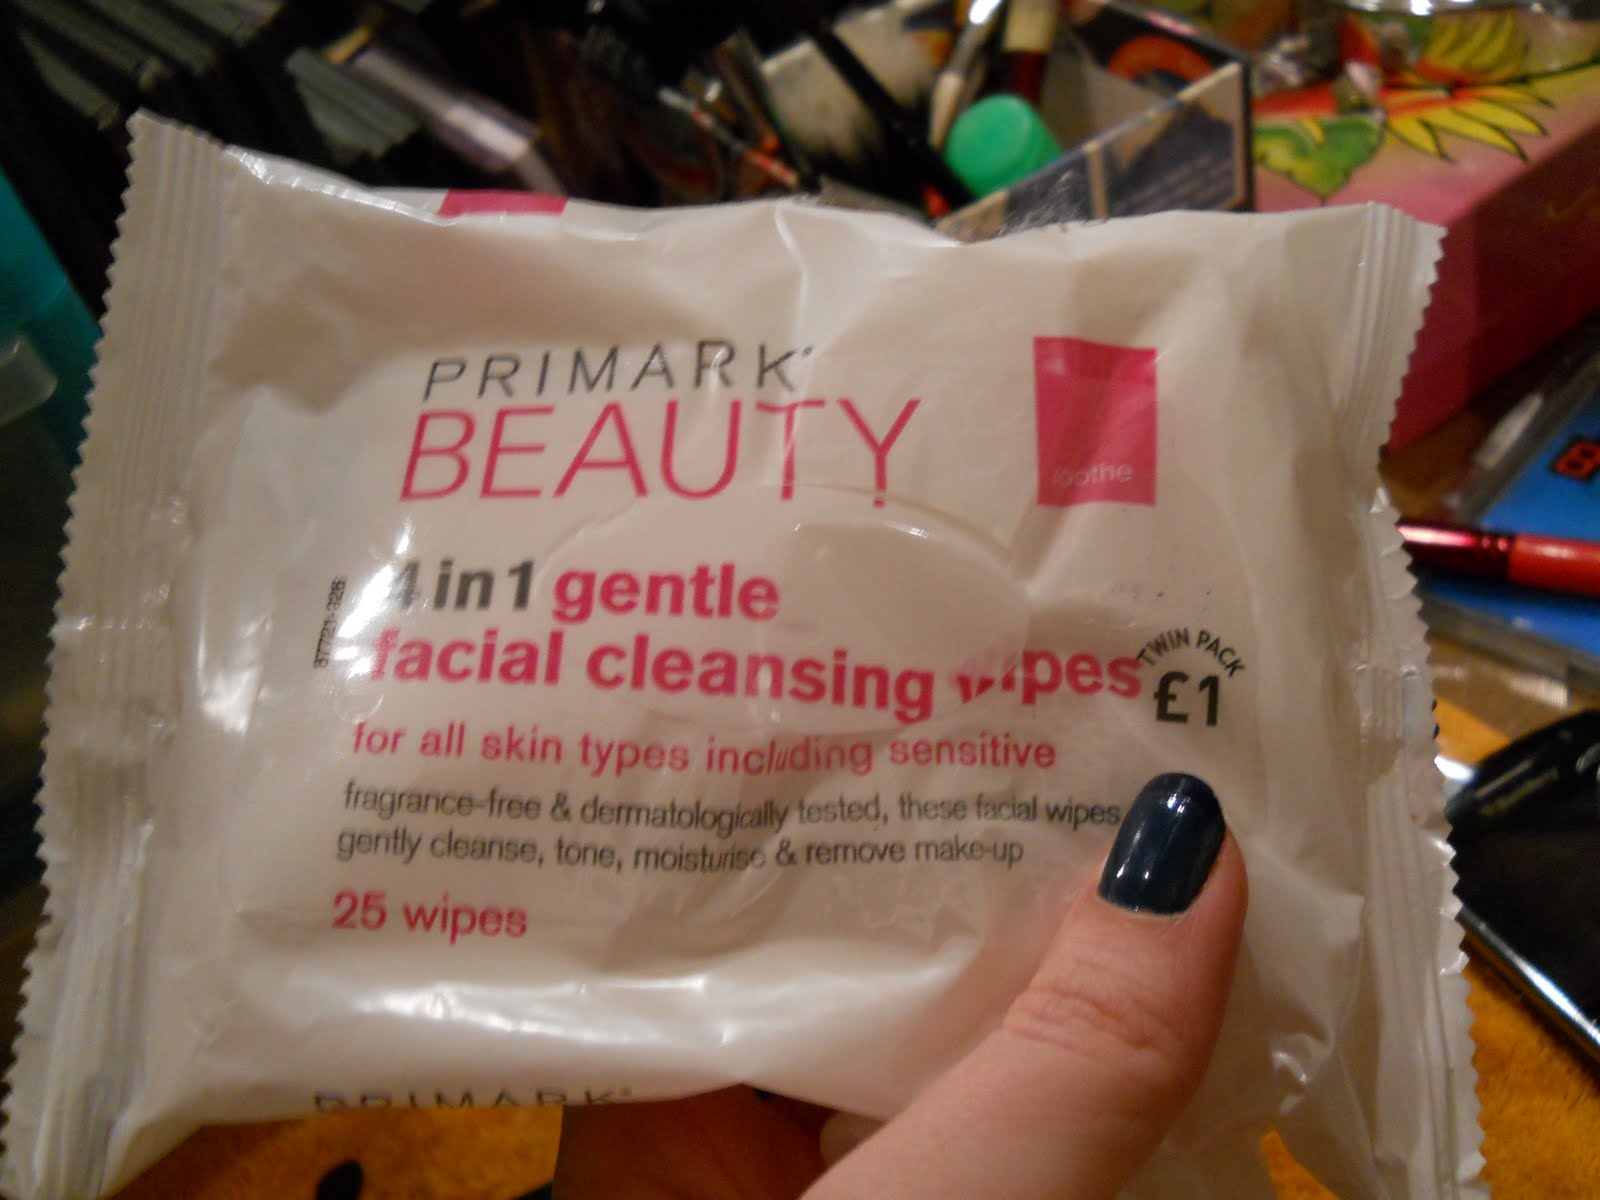 PRIMARK
BEAUTY
soothe
4 in 1 gentle
facial cleansing wipes
TWIN PACK
£1
for all skin types including sensitive
fragrance-free & dermatologically tested, these facial wipes
gently cleanse, tone, moisturise & remove make-up
25 wipes
PRIMARK